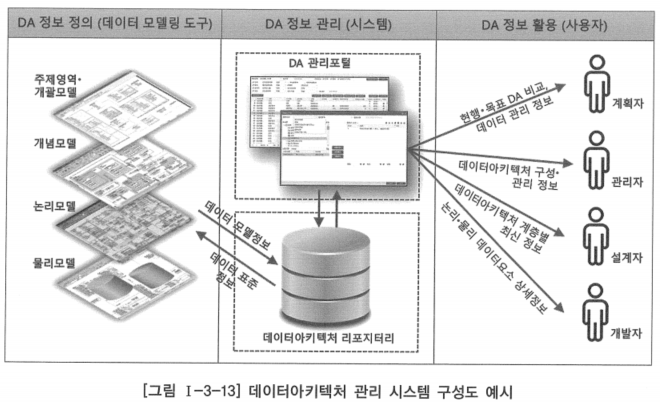 DA 정보 정의 (데이터 모델링 도구)
DA 정보 관리 (시스템)
DA 정보 활용 (사용자)
주제영역·
개괄모델
개념모델
논리모델
물리모델
데이터 모델정보
데이터 표준
정보
DA 관리포털
데이터아키텍처 리포지터리
현행·목표 DA 비교,
데이터 관리 정보
계획자
데이터아키텍처 구성·
관리 정보
관리자
데이터아키텍처 계층별
최신 정보
설계자
논리·물리 데이터요소 상세정보
개발자
[그림 Ⅰ-3-13] 데이터아키텍처 관리 시스템 구성도 예시